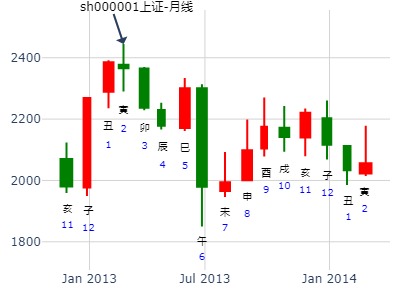 sh000001上证-月线
2400
2200
2000
1800
亥
11
子
12
丑
1
寅
2
卯
3
辰
4
巳
5
午
6
未
7
申
8
酉
9
戌
10
亥
11
子
12
丑
1
寅
2
Jan 2013
Jul 2013
Jan 2014